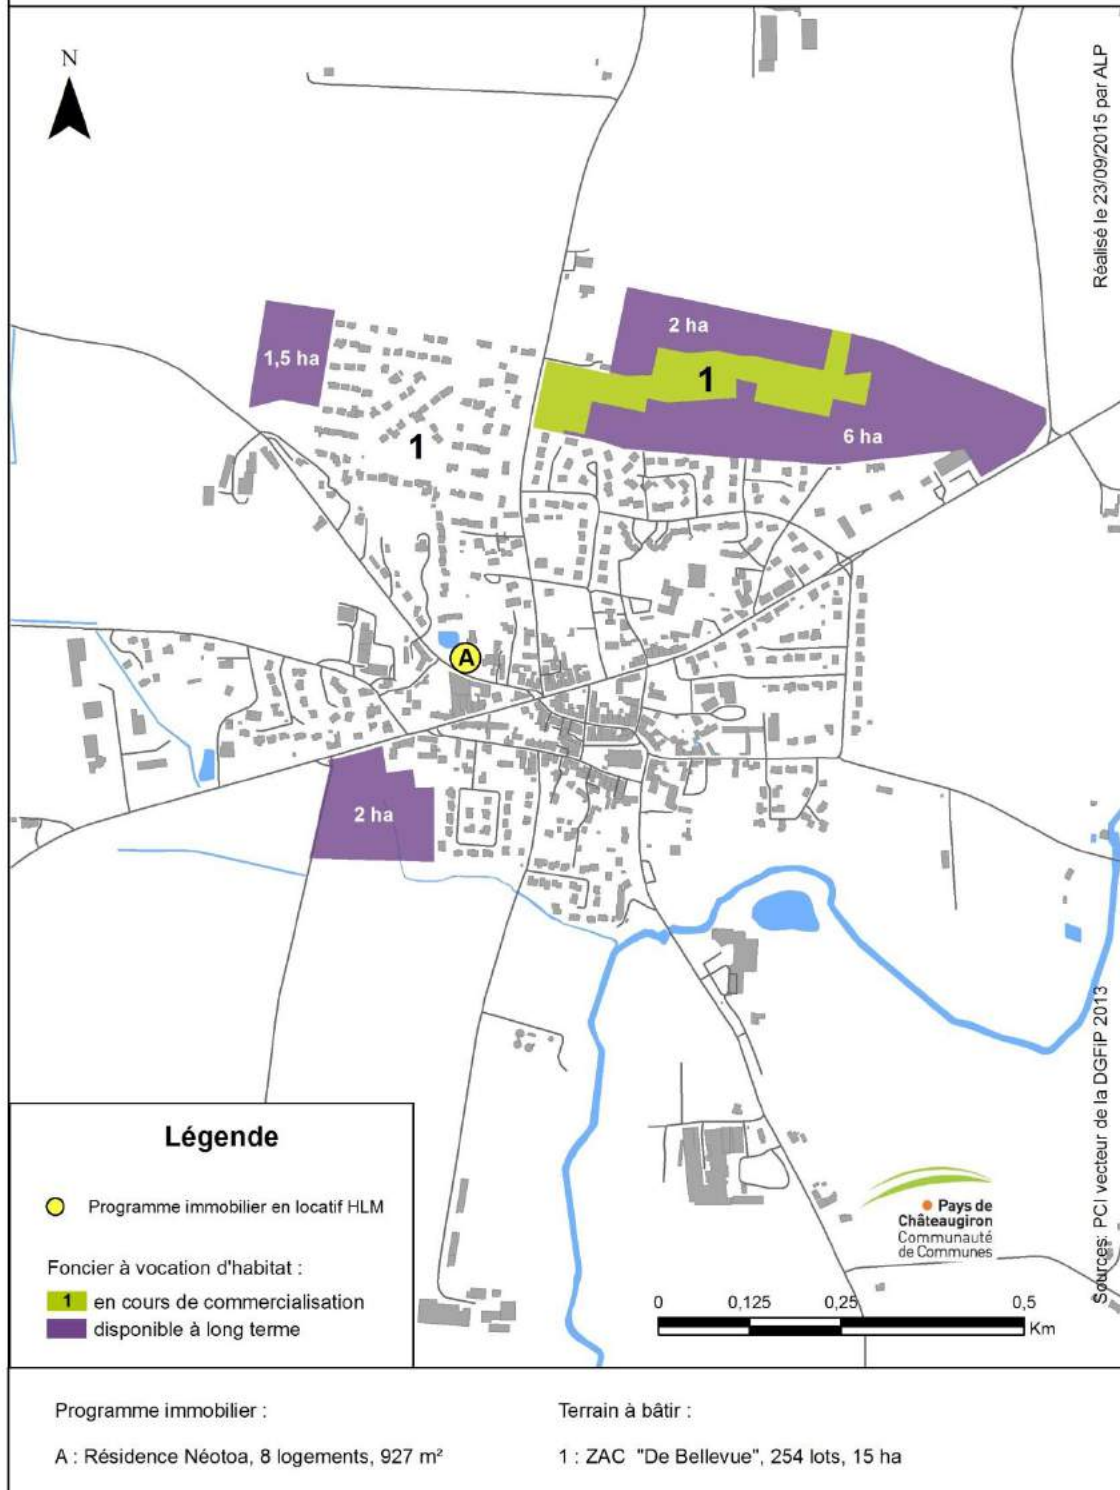 N
Réalisé le 23/09/2015 par ALP
1,5 ha
2 ha
1
1
6 ha
A
2 ha
Sources: PCI vecteur de la DGFiP 2013
Légende
Programme immobilier en locatif HLM
Foncier à vocation d'habitat :
1 en cours de commercialisation
disponible à long terme
Pays de
Châteaugiron
Communauté
de Communes
0 0,125 0,25 0,5
Km
Programme immobilier :
A : Résidence Néotoa, 8 logements, 927 m²
Terrain à bâtir :
1 : ZAC "De Bellevue", 254 lots, 15 ha